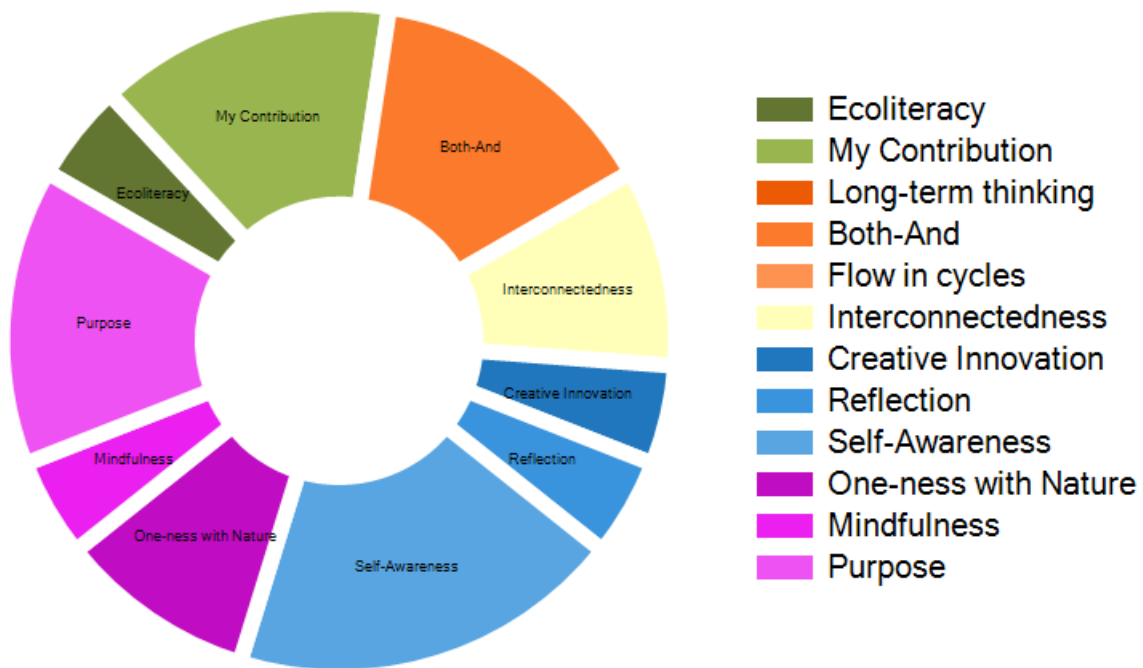 My Contribution
Both-And
Ecoliteracy
Interconnectedness
Purpose
Creative Innovation
Mindfulness
Reflection
One-ness with Nature
Self-Awareness
Ecoliteracy
My Contribution
Long-term thinking
Both-And
Flow in cycles
Interconnectedness
Creative Innovation
Reflection
Self-Awareness
One-ness with Nature
Mindfulness
Purpose